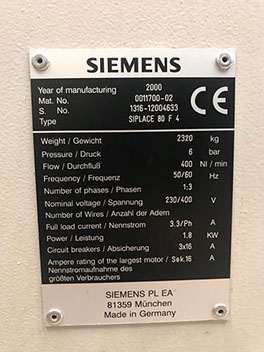 SIEMENS
Year of manufacturing 2000
Mat. No. 0011700-02
S. No. 1316-12004633
Type SIPLACE 80 F 4
CE
Weight / Gewicht 2320 kg
Pressure / Druck 6 bar
Flow / Durchfluß 400 Nl / min
Frequency / Frequenz 50/60 Hz
Number of phases / Phasen 1:3
Nominal voltage / Spannung 230/400 V
Number of Wires / Anzahl der Adern
Full load current / Nennstrom 3.3/Ph A
Power / Leistung 1,8 KW
Circuit breakers / Absicherung 3x16 A
Ampere rating of the largest motor / Sek.16 A
Nennstromaufnahme des
größten Verbrauchers
SIEMENS PL EA
81359 München
Made in Germany